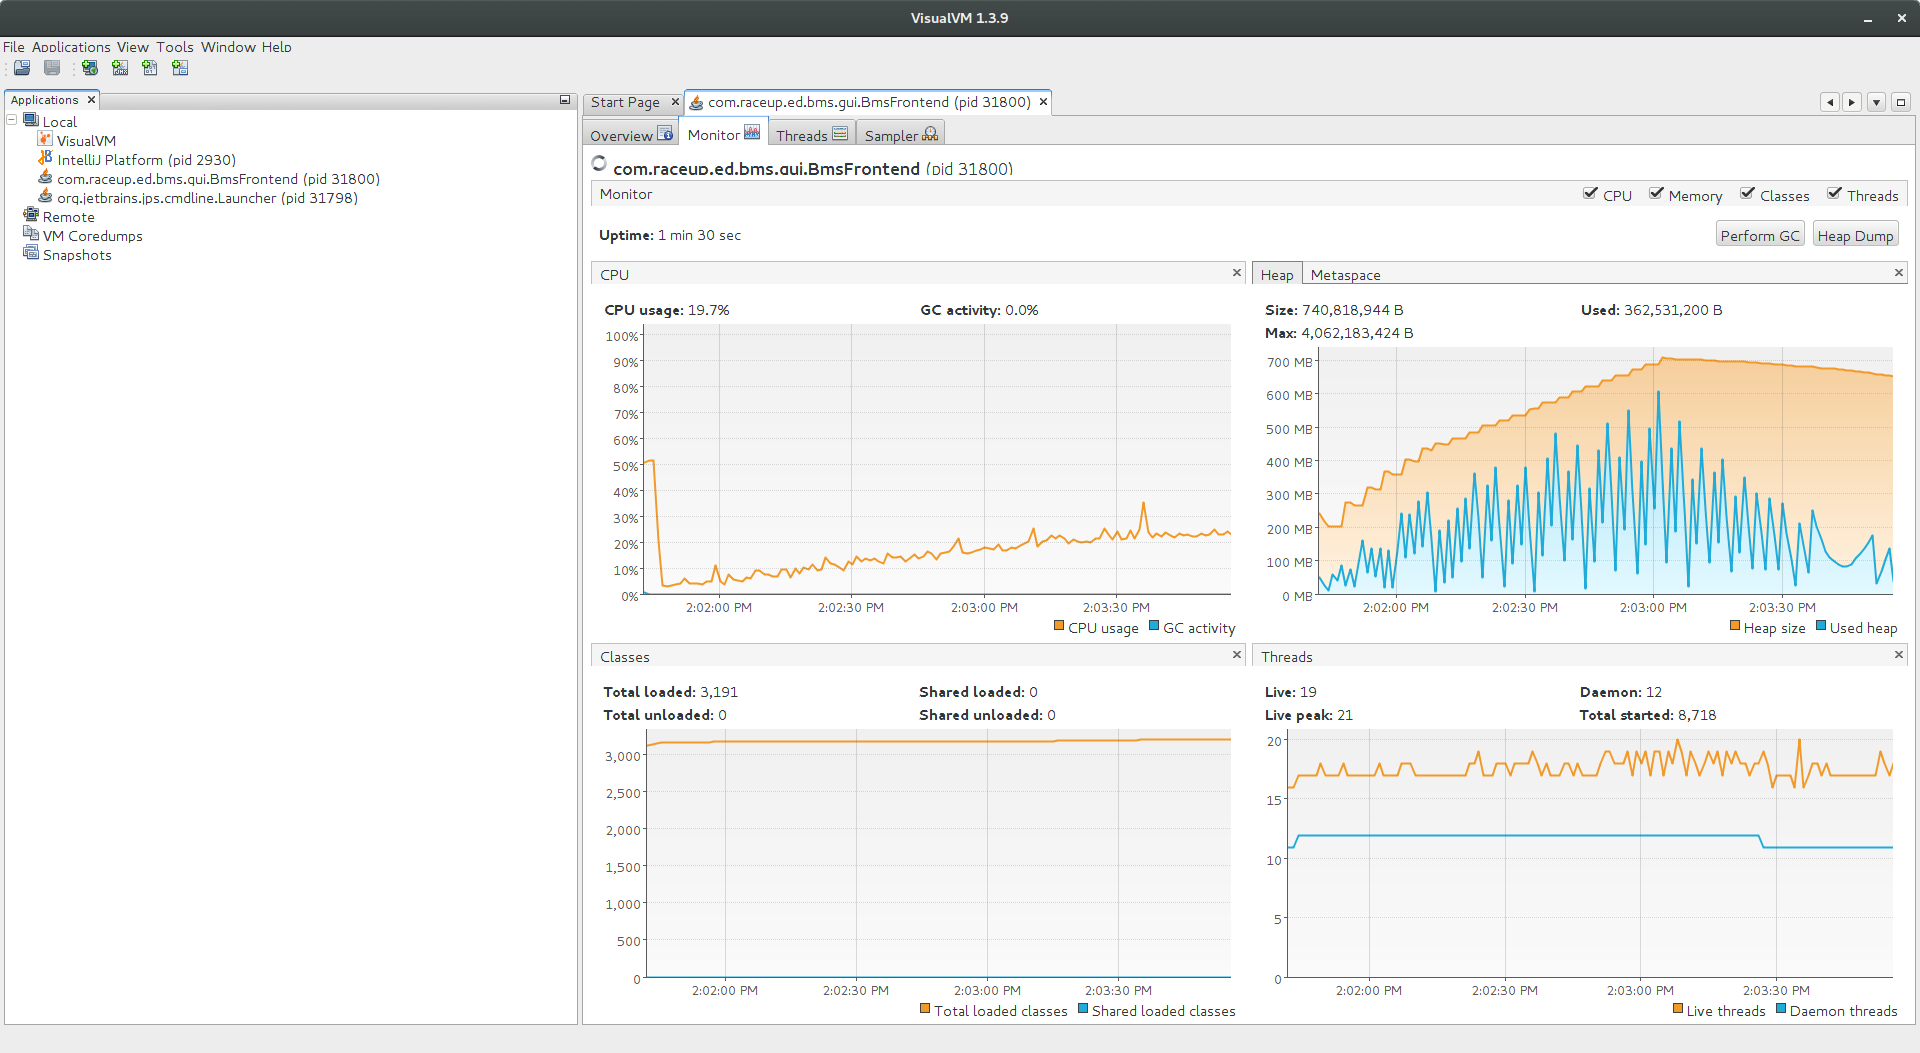 VisualVM 1.3.9
File Applications View Tools Window Help
Applications
Local
VisualVM
IntelliJ Platform (pid 2930)
com.raceup.ed.bms.gui.BmsFrontend (pid 31800)
org.jetbrains.jps.cmdline.Launcher (pid 31798)
Remote
VM Coredumps
Snapshots
Start Page com.raceup.ed.bms.gui.BmsFrontend (pid 31800)
Overview Monitor Threads Sampler
com.raceup.ed.bms.gui.BmsFrontend (pid 31800)
Monitor CPU Memory Classes Threads
Uptime: 1 min 30 sec Perform GC Heap Dump
CPU
CPU usage: 19.7% GC activity: 0.0%
100%
90%
80%
70%
60%
50%
40%
30%
20%
10%
0%
2:02:00 PM 2:02:30 PM 2:03:00 PM 2:03:30 PM
CPU usage GC activity
Heap Metaspace
Size: 740,818,944 B Used: 362,531,200 B
Max: 4,062,183,424 B
700 MB
600 MB
500 MB
400 MB
300 MB
200 MB
100 MB
0 MB
2:02:00 PM 2:02:30 PM 2:03:00 PM 2:03:30 PM
Heap size Used heap
Classes
Total loaded: 3,191 Shared loaded: 0
Total unloaded: 0 Shared unloaded: 0
3,000
2,500
2,000
1,500
1,000
500
0
2:02:00 PM 2:02:30 PM 2:03:00 PM 2:03:30 PM
Total loaded classes Shared loaded classes
Threads
Live: 19 Daemon: 12
Live peak: 21 Total started: 8,718
20
15
10
5
0
2:02:00 PM 2:02:30 PM 2:03:00 PM 2:03:30 PM
Live threads Daemon threads